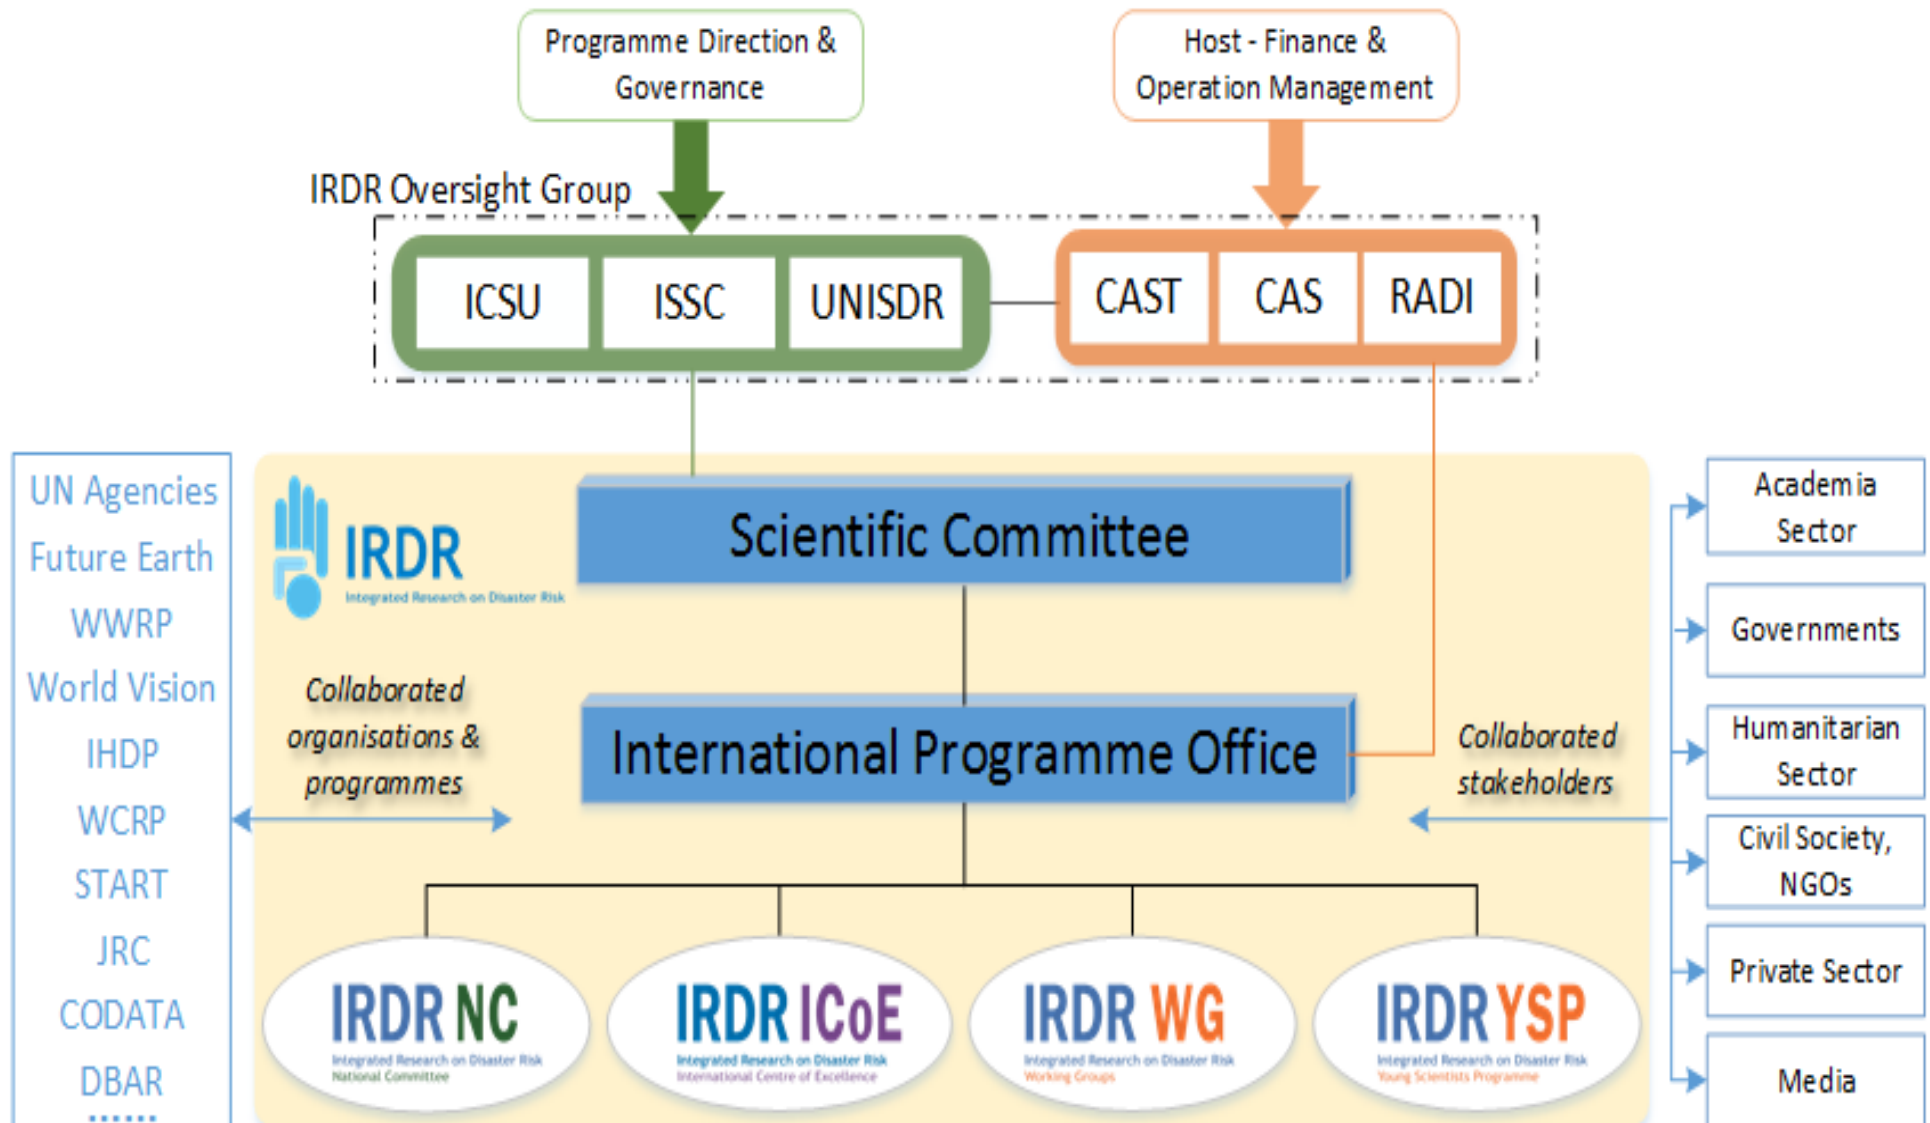 Programme Direction &
Governance
Host - Finance &
Operation Management
IRDR Oversight Group
ICSU
ISSC
UNISDR
CAST
CAS
RADI
UN Agencies
Future Earth
WWRP
World Vision
IHDP
WCRP
START
JRC
CODATA
DBAR
......
IRDR
Integrated Research on Disaster Risk
Scientific Committee
Collaborated
organisations &
programmes
International Programme Office
Collaborated
stakeholders
IRDR NC
Integrated Research on Disaster Risk
National Committee
IRDR ICoE
Integrated Research on Disaster Risk
International Centre of Excellence
IRDR WG
Integrated Research on Disaster Risk
Working Groups
IRDR YSP
Integrated Research on Disaster Risk
Young Scientists Programme
Academia
Sector
Governments
Humanitarian
Sector
Civil Society,
NGOs
Private Sector
Media